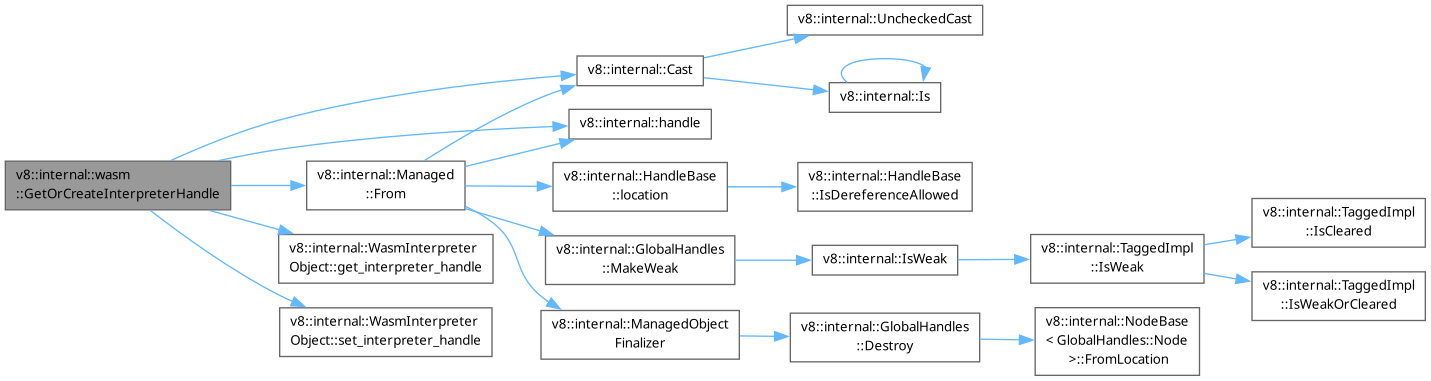 v8::internal::wasm
::GetOrCreateInterpreterHandle
v8::internal::Managed
::From
v8::internal::WasmInterpreter
Object::get_interpreter_handle
v8::internal::WasmInterpreter
Object::set_interpreter_handle
v8::internal::Cast
v8::internal::handle
v8::internal::HandleBase
::location
v8::internal::GlobalHandles
::MakeWeak
v8::internal::ManagedObject
Finalizer
v8::internal::UncheckedCast
v8::internal::Is
v8::internal::HandleBase
::IsDereferenceAllowed
v8::internal::IsWeak
v8::internal::GlobalHandles
::Destroy
v8::internal::TaggedImpl
::IsWeak
v8::internal::NodeBase
< GlobalHandles::Node
>::FromLocation
v8::internal::TaggedImpl
::IsCleared
v8::internal::TaggedImpl
::IsWeakOrCleared